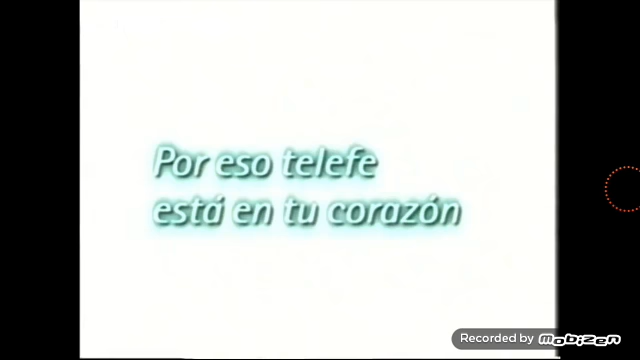 Por eso telefe
está en tu corazón
Recorded by mobizen